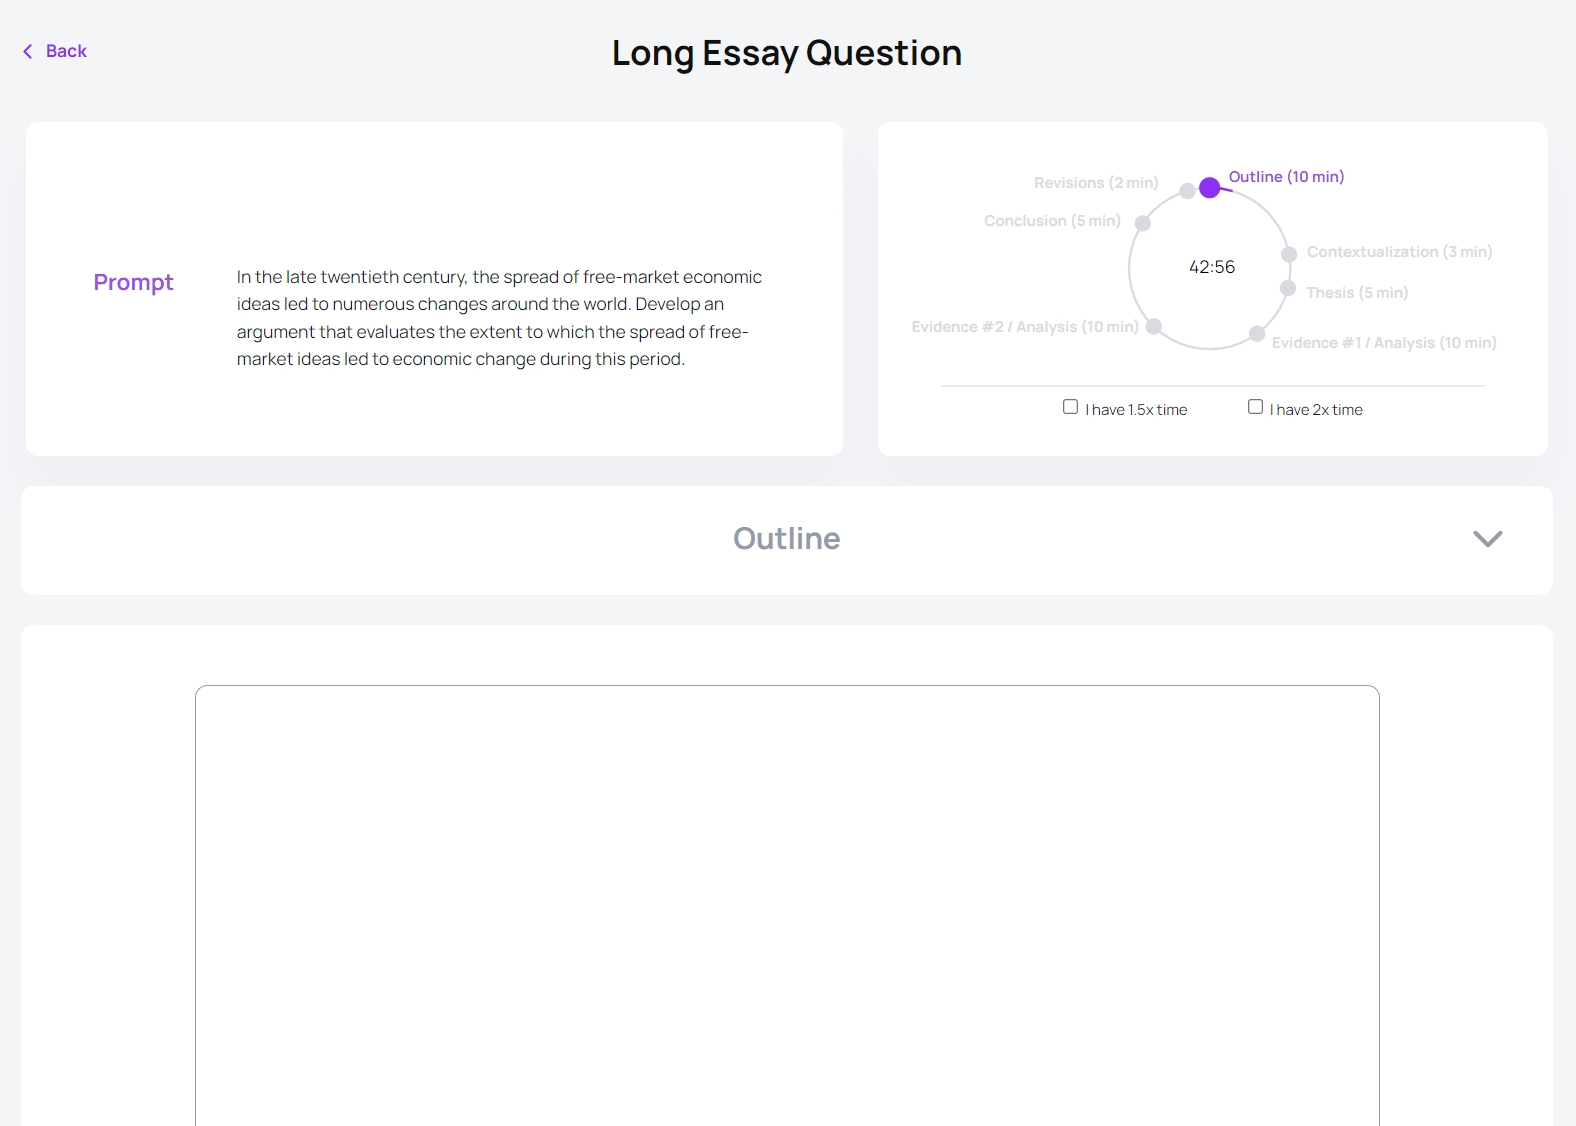 Back
Long Essay Question
Prompt
In the late twentieth century, the spread of free-market economic
ideas led to numerous changes around the world. Develop an
argument that evaluates the extent to which the spread of free-
market ideas led to economic change during this period.
Outline (10 min)
Revisions (2 min)
Conclusion (5 min)
Contextualization (3 min)
42:56
Thesis (5 min)
Evidence #2 / Analysis (10 min)
Evidence #1 / Analysis (10 min)
I have 1.5x time
I have 2x time
Outline